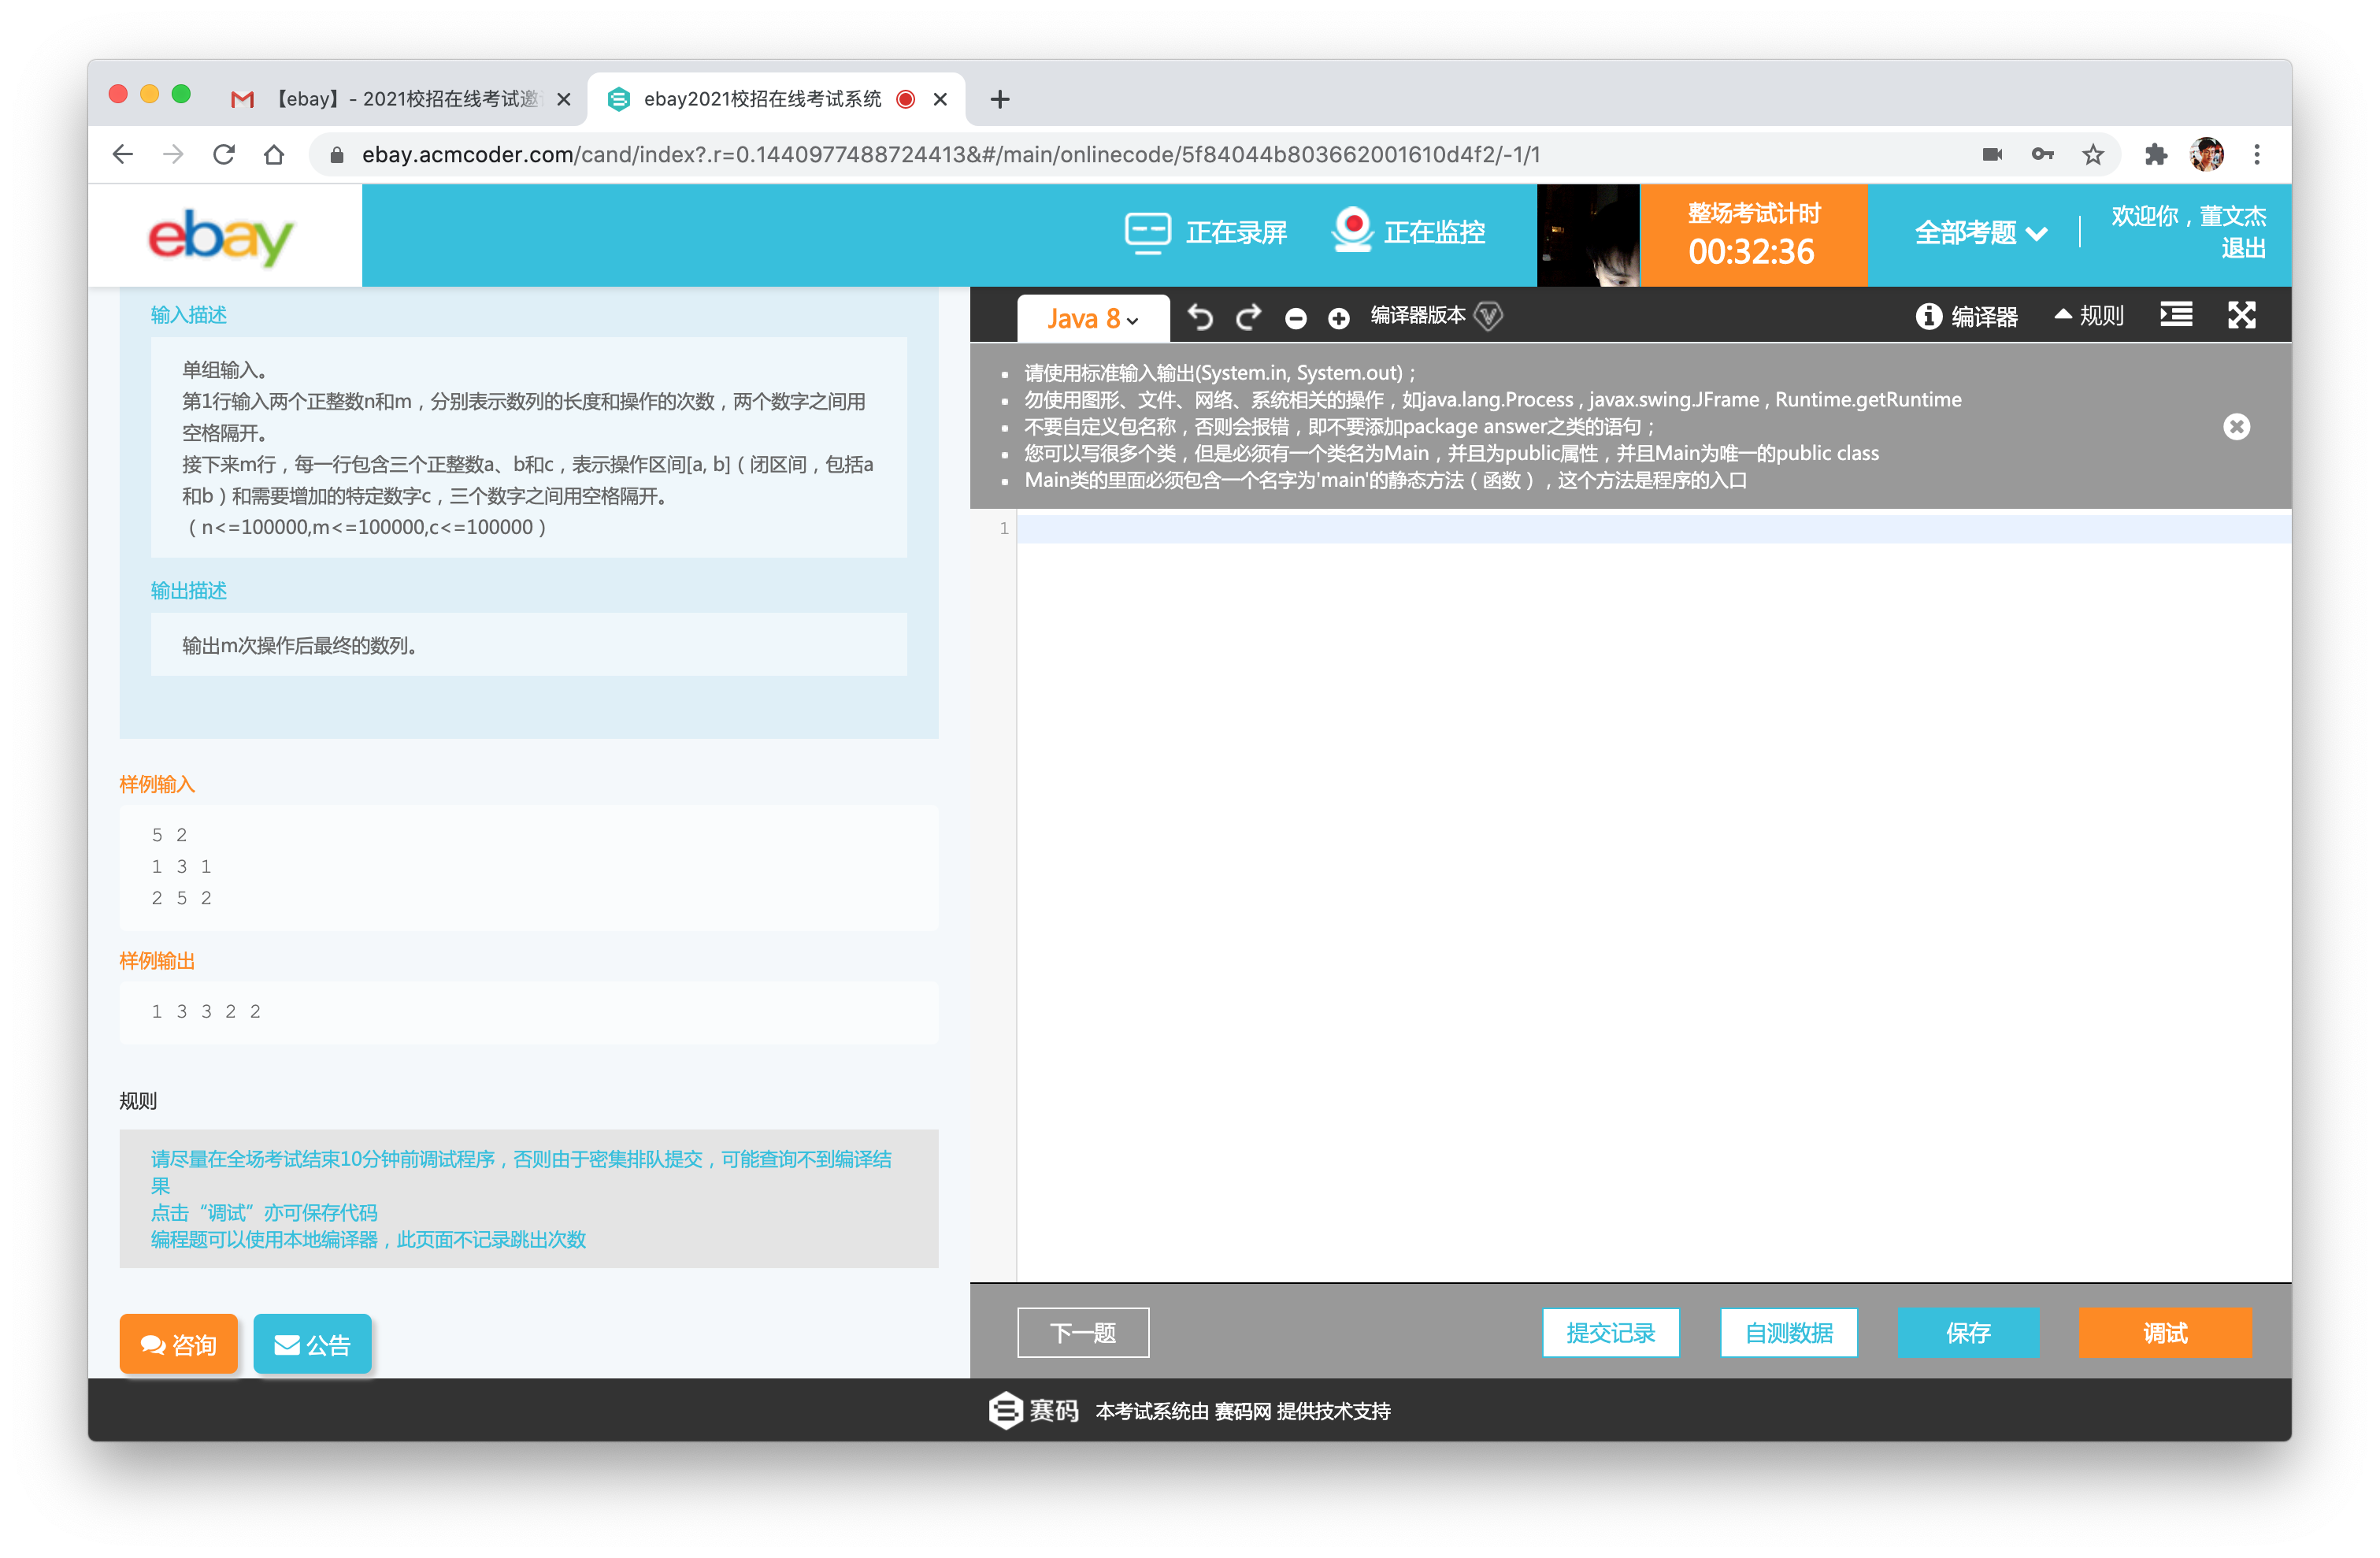 【ebay】- 2021校招在线考试邀
ebay2021校招在线考试系统
ebay.acmcoder.com/cand/index?.r=0.1440977488724413&#/main/onlinecode/5f84044b803662001610d4f2/-1/1
ebay
正在录屏
正在监控
整场考试计时
00:32:36
全部考题
欢迎你，董文杰
退出
输入描述
单组输入。
第1行输入两个正整数n和m，分别表示数列的长度和操作的次数，两个数字之间用
空格隔开。
接下来m行，每一行包含三个正整数a、b和c，表示操作区间[a, b]（闭区间，包括a
和b）和需要增加的特定数字c，三个数字之间用空格隔开。
（n<=100000,m<=100000,c<=100000）
输出描述
输出m次操作后最终的数列。
样例输入
5 2
1 3 1
2 5 2
样例输出
1 3 3 2 2
规则
请尽量在全场考试结束10分钟前调试程序，否则由于密集排队提交，可能查询不到编译结
果
点击“调试”亦可保存代码
编程题可以使用本地编译器，此页面不记录跳出次数
咨询
公告
Java 8
编译器版本
编译器
规则
请使用标准输入输出(System.in, System.out)；
勿使用图形、文件、网络、系统相关的操作，如java.lang.Process , javax.swing.JFrame , Runtime.getRuntime
不要自定义包名称，否则会报错，即不要添加package answer之类的语句；
您可以写很多个类，但是必须有一个类名为Main，并且为public属性，并且Main为唯一的public class
Main类的里面必须包含一个名字为'main'的静态方法（函数），这个方法是程序的入口
1
下一题
提交记录
自测数据
保存
调试
赛码
本考试系统由 赛码网 提供技术支持